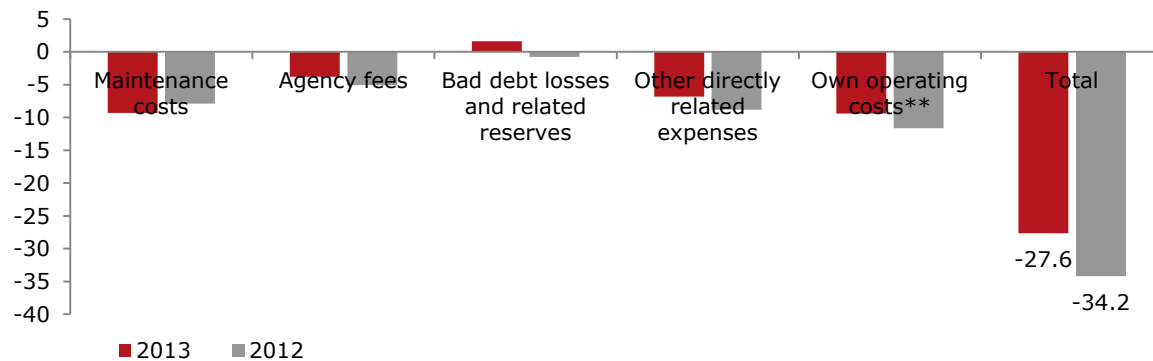 5
0
-5
-10
-15
-20
-25
-30
-35
-40
Maintenance
costs
Agency fees
Bad debt losses
and related
reserves
Other directly
related
expenses
Own operating
costs**
Total
-27.6
-34.2
2013
2012